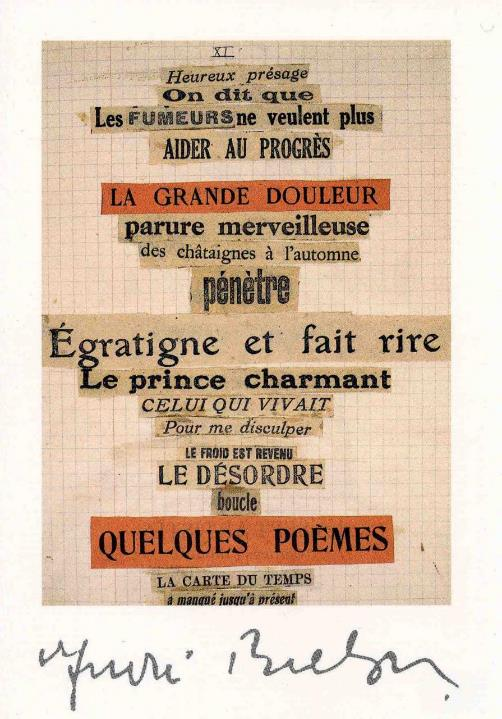 XI
Heureux présage
On dit que
Les FUMEURS ne veulent plus
AIDER AU PROGRÈS
LA GRANDE DOULEUR
parure merveilleuse
des châtaignes à l'automne
pénètre
Égratigne et fait rire
Le prince charmant
CELUI QUI VIVAIT
Pour me disculper
LE FROID EST REVENU
LE DÉSORDRE
boucle
QUELQUES POÈMES
LA CARTE DU TEMPS
a manqué jusqu'à présent
André Breton